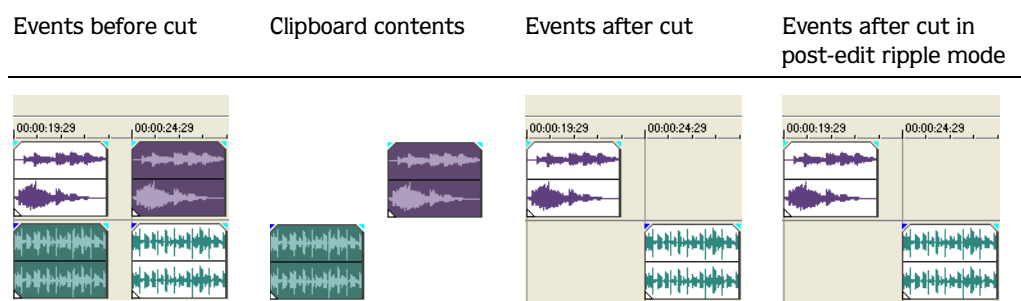 Events before cut
Clipboard contents
Events after cut
Events after cut in
post-edit ripple mode
00:00:19:29 00:00:24:29
00:00:19:29 00:00:24:29
00:00:19:29 00:00:24:29